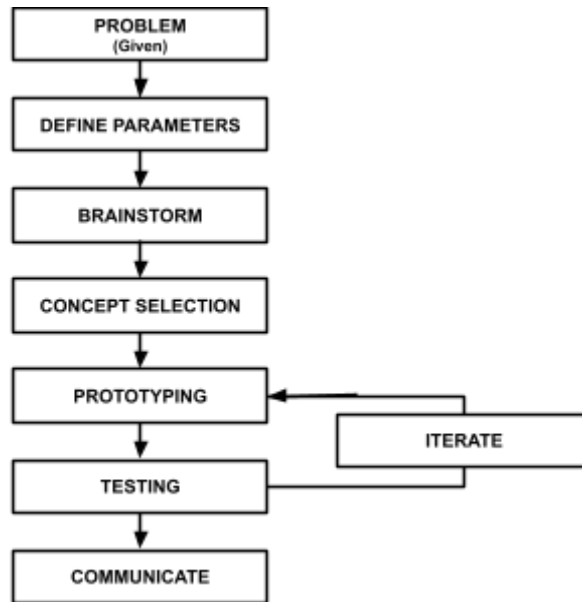 PROBLEM
(Given)
DEFINE PARAMETERS
BRAINSTORM
CONCEPT SELECTION
PROTOTYPING
ITERATE
TESTING
COMMUNICATE